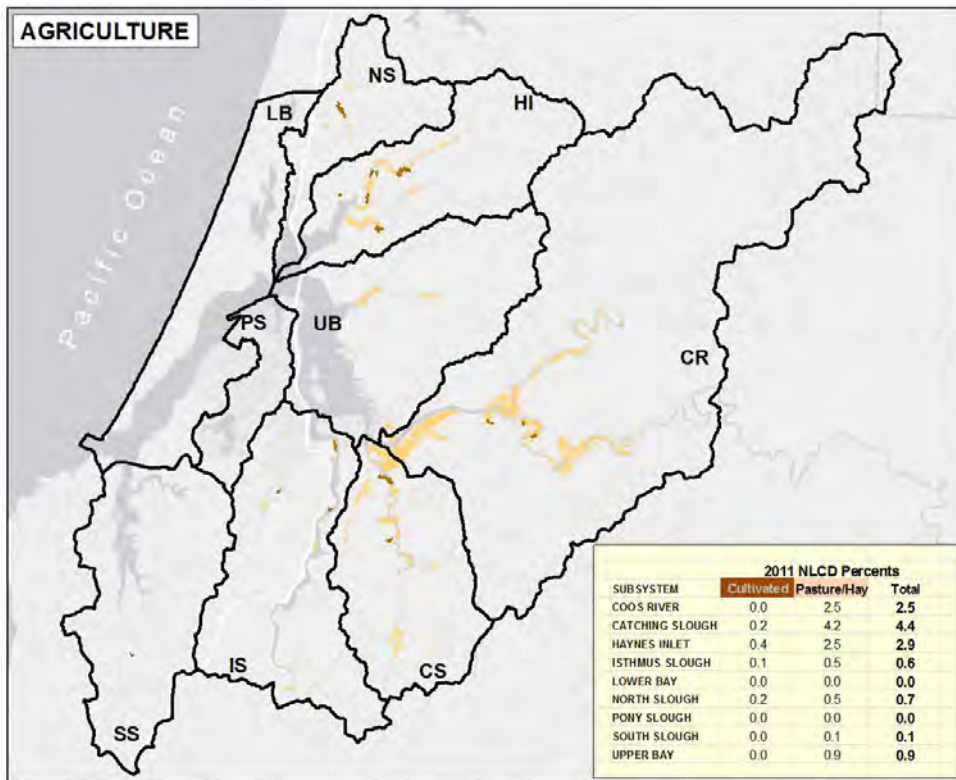 AGRICULTURE
NS
HI
LB
Pacific Ocean
PS
UB
CR
IS
CS
SS
2011 NLCD Percents
SUBSYSTEM Cultivated Pasture/Hay Total
COOS RIVER 0.0 2.5 2.5
CATCHING SLOUGH 0.2 4.2 4.4
HAYNES INLET 0.4 2.5 2.9
ISTHMUS SLOUGH 0.1 0.5 0.6
LOWER BAY 0.0 0.0 0.0
NORTH SLOUGH 0.2 0.5 0.7
PONY SLOUGH 0.0 0.0 0.0
SOUTH SLOUGH 0.0 0.1 0.1
UPPER BAY 0.0 0.9 0.9